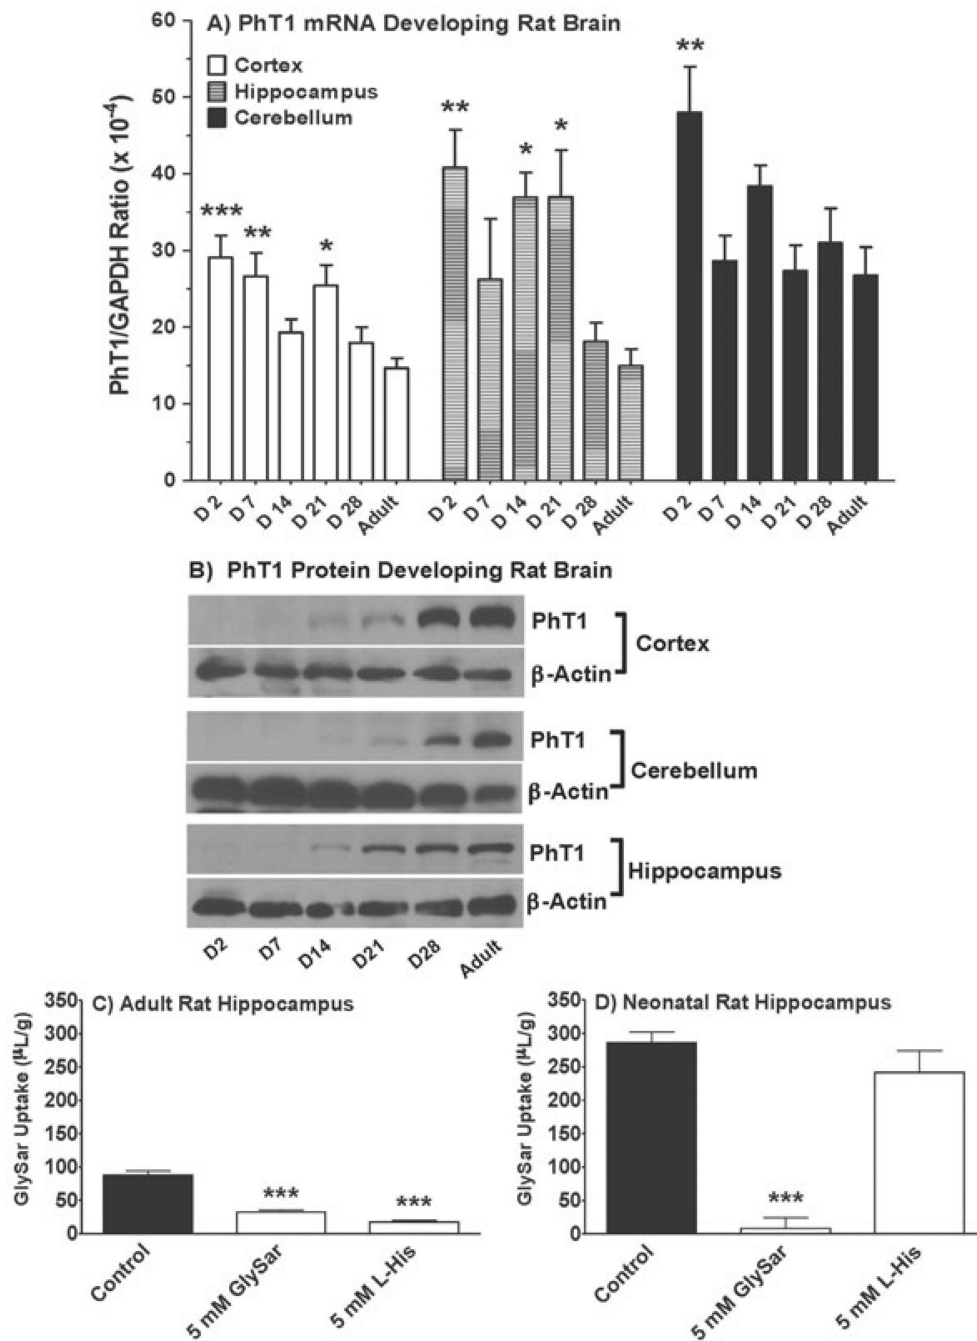 A) PhT1 mRNA Developing Rat Brain
Cortex
Hippocampus
Cerebellum
PhT1/GAPDH Ratio (x 10-4)
60
50
40
30
20
10
0
*** ** * ** * * **
D 2 D 7 D 14 D 21 D 28 Adult D 2 D 7 D 14 D 21 D 28 Adult D 2 D 7 D 14 D 21 D 28 Adult
B) PhT1 Protein Developing Rat Brain
PhT1
Cortex
β-Actin
PhT1
Cerebellum
β-Actin
PhT1
Hippocampus
β-Actin
D2 D7 D14 D21 D28 Adult
C) Adult Rat Hippocampus
GlySar Uptake (µL/g)
350
300
250
200
150
100
50
0
*** ***
Control 5 mM GlySar 5 mM L-His
D) Neonatal Rat Hippocampus
GlySar Uptake (µL/g)
350
300
250
200
150
100
50
0
***
Control 5 mM GlySar 5 mM L-His